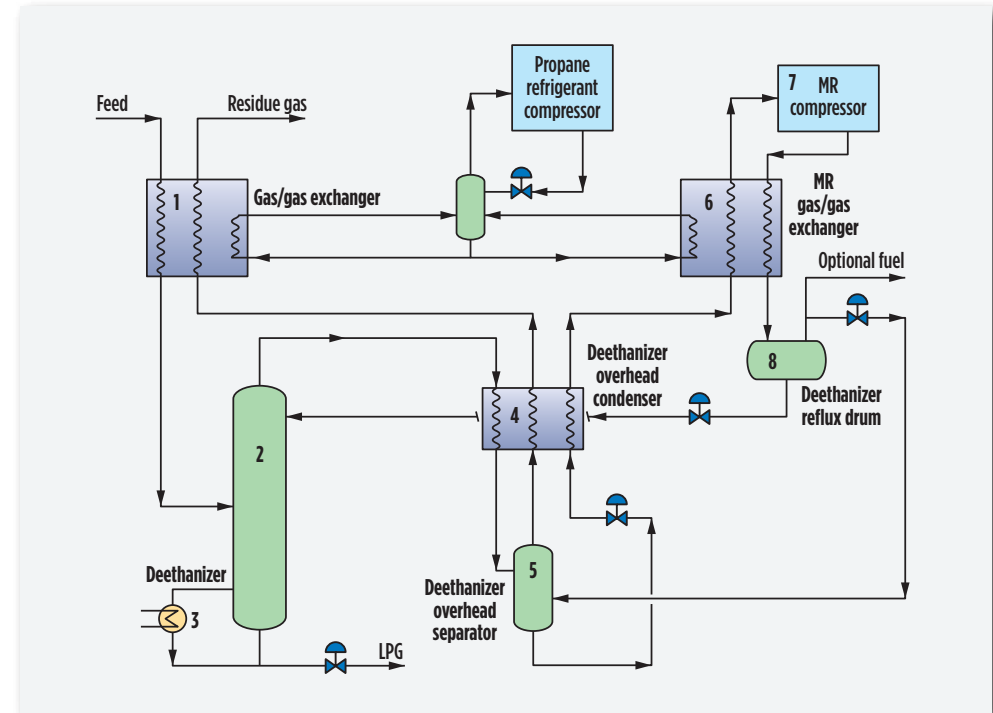 Propane
refrigerant
compressor
7 MR
compressor
Feed
Residue gas
1
Gas/gas exchanger
6
MR
gas/gas
exchanger
Optional fuel
8
Deethanizer
reflux drum
Deethanizer
overhead
condenser
4
2
5
Deethanizer
overhead
separator
Deethanizer
3
LPG